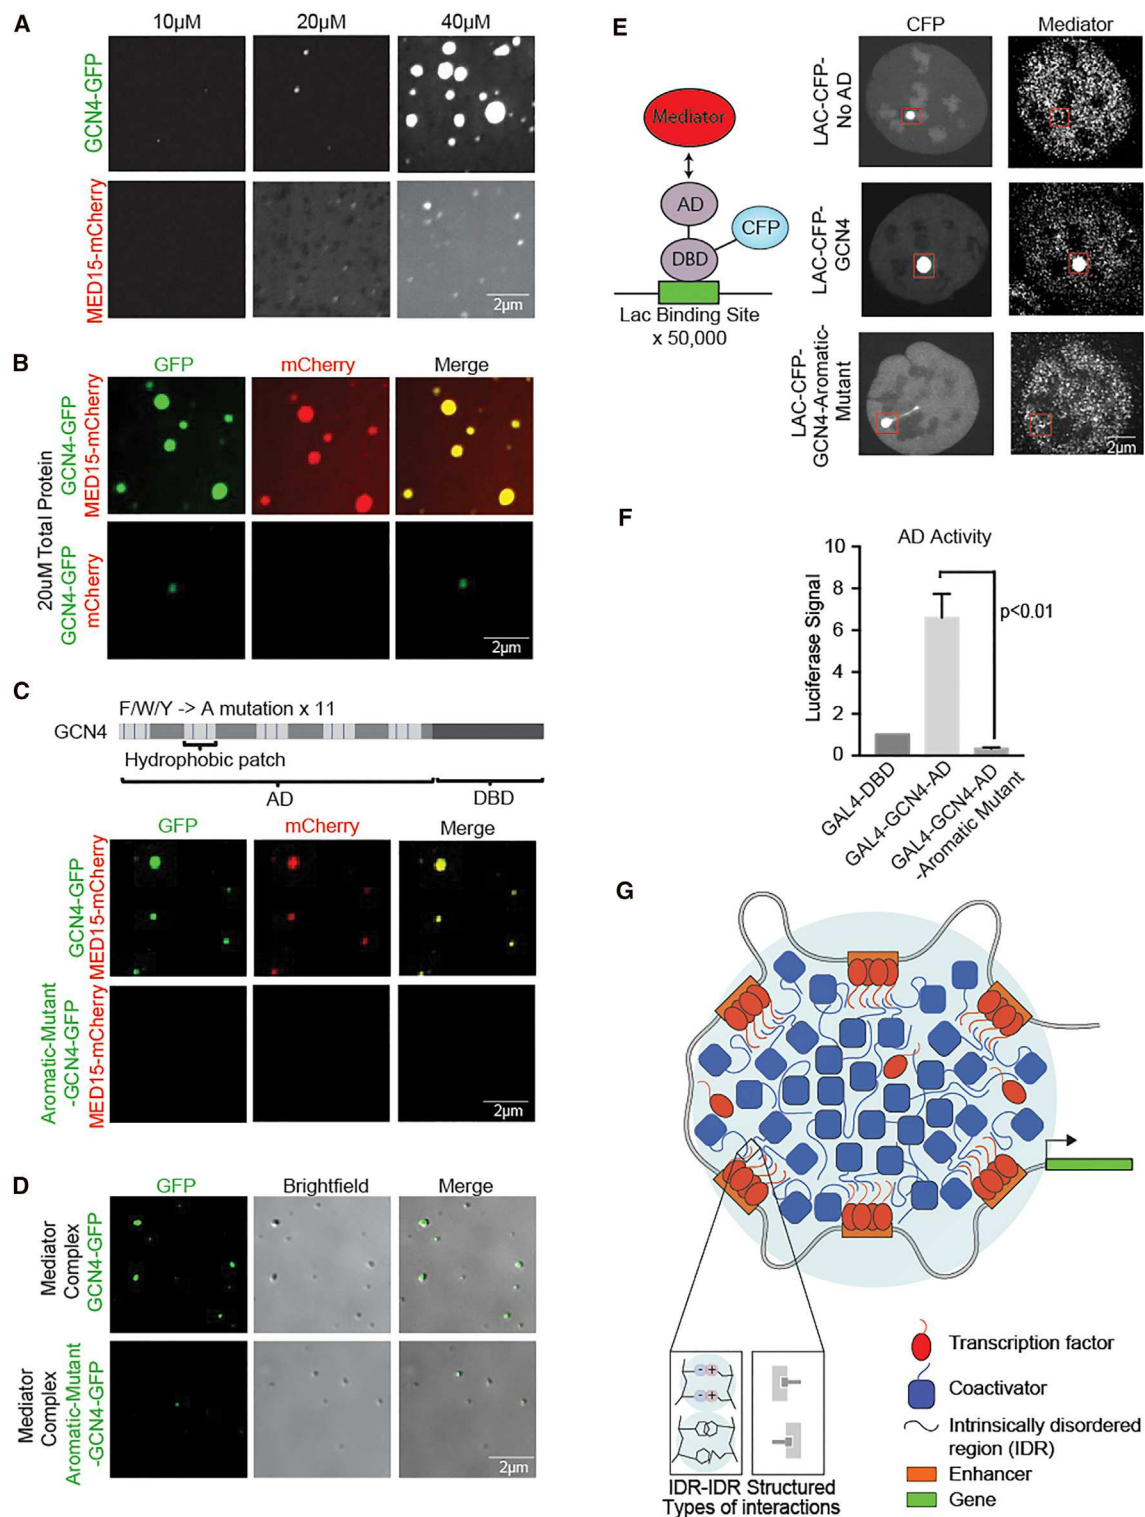 A
10µM 20µM 40µM
GCN4-GFP
MED15-mCherry
2µm
B
GFP mCherry Merge
20uM Total Protein
GCN4-GFP
MED15-mCherry
GCN4-GFP
mCherry
2µm
C
F/W/Y -> A mutation x 11
GCN4
Hydrophobic patch
AD DBD
GFP mCherry Merge
GCN4-GFP
MED15-mCherry
Aromatic-Mutant
-GCN4-GFP
MED15-mCherry
2µm
D
GFP Brightfield Merge
Mediator
Complex
GCN4-GFP
Mediator
Complex
Aromatic-Mutant
-GCN4-GFP
2µm
E
CFP Mediator
Mediator
AD
CFP
DBD
Lac Binding Site
x 50,000
LAC-CFP-
No AD
LAC-CFP-
GCN4
LAC-CFP-
GCN4-Aromatic-
Mutant
2µm
F
AD Activity
Luciferase Signal
10
8
6
4
2
0
p<0.01
GAL4-DBD
GAL4-GCN4-AD
GAL4-GCN4-AD
-Aromatic Mutant
G
- +
- +
IDR-IDR Structured
Types of interactions
Transcription factor
Coactivator
Intrinsically disordered
region (IDR)
Enhancer
Gene